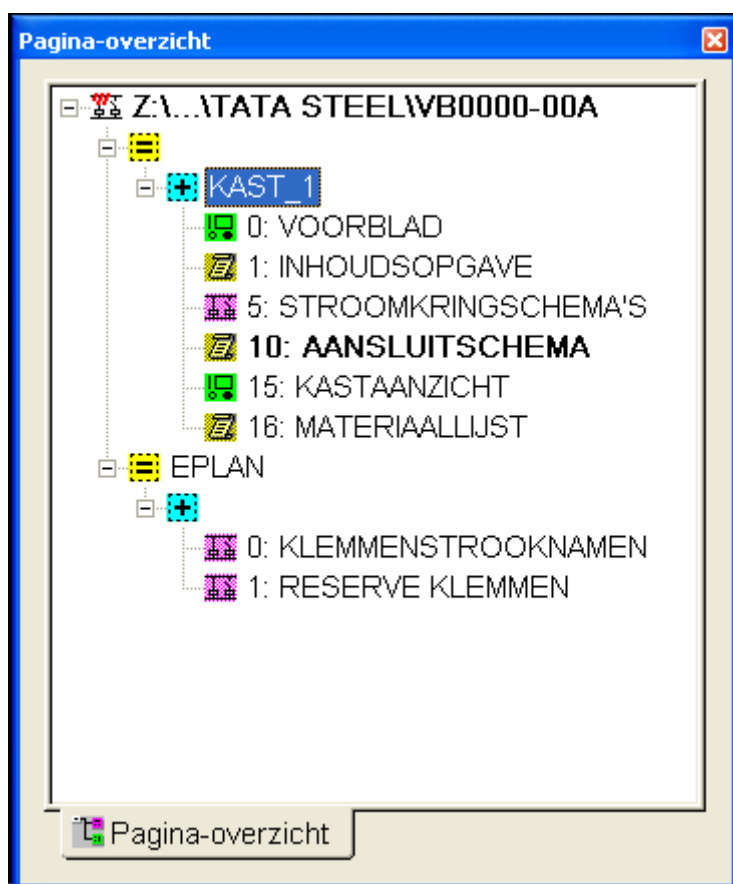 Pagina-overzicht
Z:\...\TATA STEEL\VB0000-00A
KAST_1
0: VOORBLAD
1: INHOUDSOPGAVE
5: STROOMKRINGSCHEMA'S
10: AANSLUITSCHEMA
15: KASTAANZICHT
16: MATERIAALLIJST
EPLAN
0: KLEMMENSTROOKNAMEN
1: RESERVE KLEMMEN
Pagina-overzicht